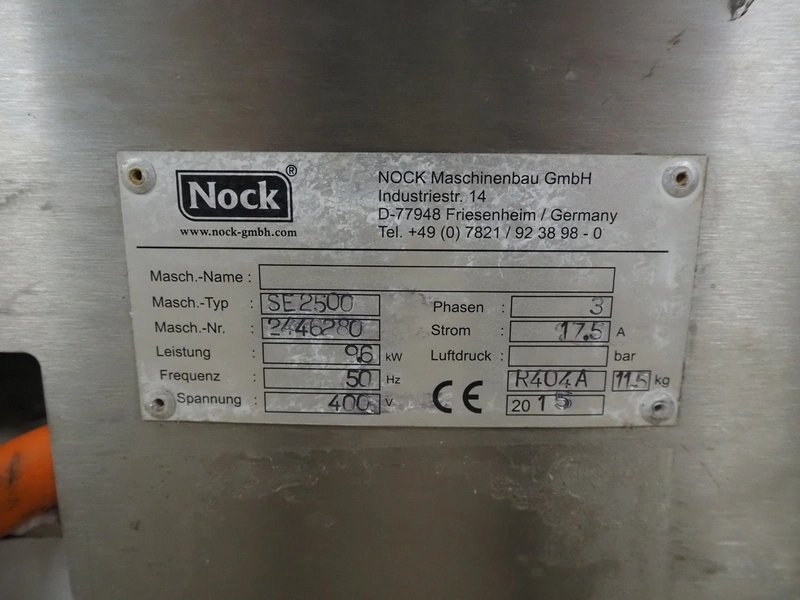 Nock®
www.nock-gmbh.com
NOCK Maschinenbau GmbH
Industriestr. 14
D-77948 Friesenheim / Germany
Tel. +49 (0) 7821 / 92 38 98 - 0
Masch.-Name :
Masch.-Typ : SE2500
Phasen : 3
Masch.-Nr. : 2446280
Strom : 17.5 A
Leistung : 9.6 kW
Luftdruck : bar
Frequenz : 50 Hz
CE R404A 11.5 kg
Spannung : 400 V
2015